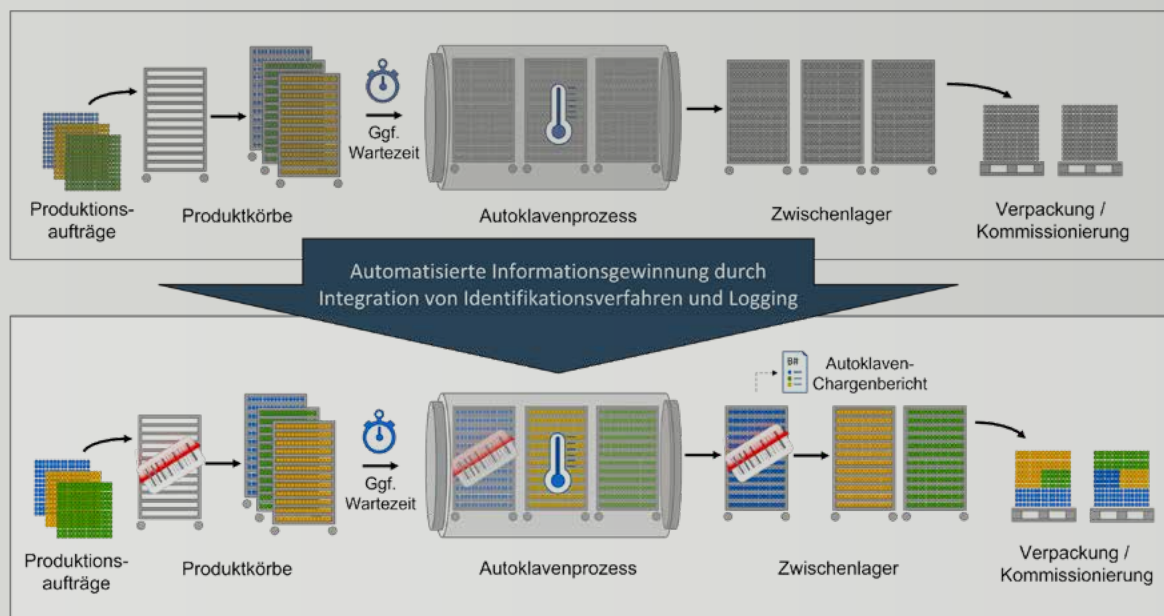 Ggf.
Wartezeit
Produktions-
aufträge
Produktkörbe
Autoklavenprozess
Zwischenlager
Verpackung /
Kommissionierung
Automatisierte Informationsgewinnung durch
Integration von Identifikationsverfahren und Logging
B#
Autoklaven-
Chargenbericht
Ggf.
Wartezeit
Produktions-
aufträge
Produktkörbe
Autoklavenprozess
Zwischenlager
Verpackung /
Kommissionierung